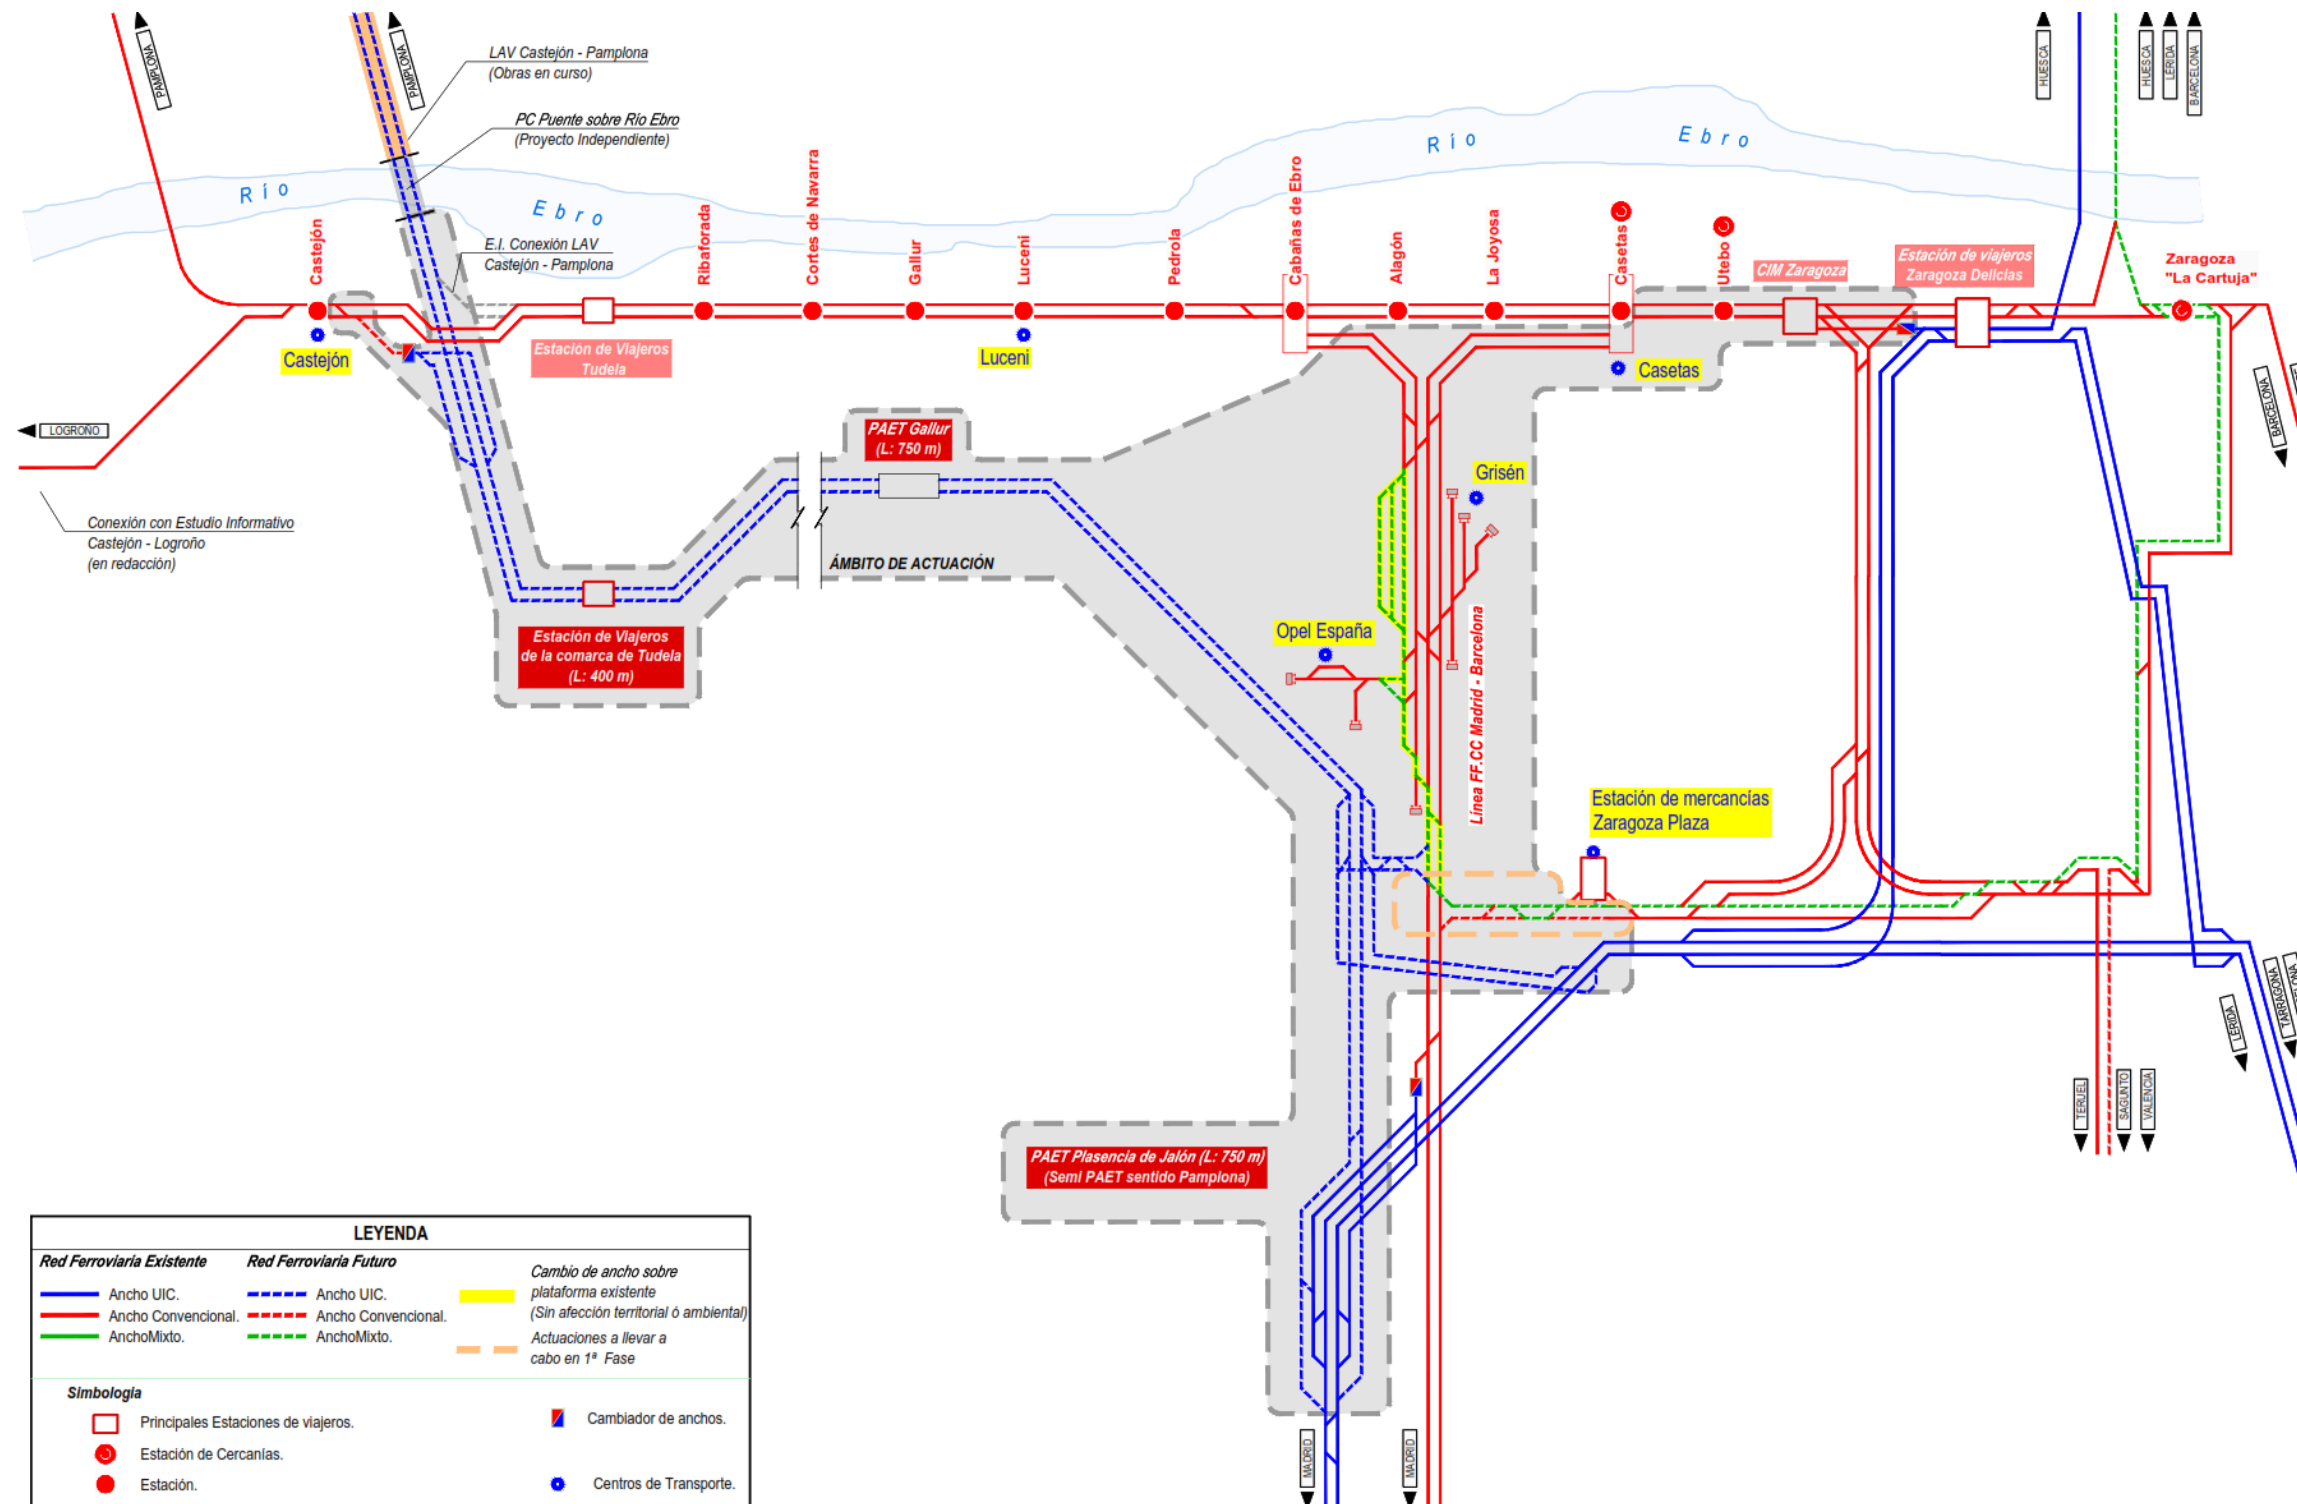 PAMPLONA
PAMPLONA
LAV Castejón - Pamplona
(Obras en curso)
PC Puente sobre Río Ebro
(Proyecto Independiente)
HUESCA
HUESCA
LÉRIDA
BARCELONA
Río
Ebro
Río
Ebro
E.I. Conexión LAV
Castejón - Pamplona
Castejón
Ribaforada
Cortes de Navarra
Gallur
Luceni
Pedrola
Cabañas de Ebro
Alagón
La Joyosa
Casetas
Utebo
CIM Zaragoza
Estación de viajeros
Zaragoza Delicias
Zaragoza
"La Cartuja"
Castejón
Estación de Viajeros
Tudela
Luceni
Casetas
BARCELONA
LOGROÑO
PAET Gallur
(L: 750 m)
Grisén
Conexión con Estudio Informativo
Castejón - Logroño
(en redacción)
ÁMBITO DE ACTUACIÓN
Estación de Viajeros
de la comarca de Tudela
(L: 400 m)
Opel España
Línea FF.CC Madrid - Barcelona
Estación de mercancías
Zaragoza Plaza
LÉRIDA
TARRAGONA
TERUEL
SAGUNTO
VALENCIA
PAET Plasencia de Jalón (L: 750 m)
(Semi PAET sentido Pamplona)
MADRID
MADRID
LEYENDA
Red Ferroviaria Existente
Red Ferroviaria Futuro
Ancho UIC.
Ancho Convencional.
AnchoMixto.
Ancho UIC.
Ancho Convencional.
AnchoMixto.
Cambio de ancho sobre
plataforma existente
(Sin afección territorial ó ambiental)
Actuaciones a llevar a
cabo en 1ª Fase
Simbología
Principales Estaciones de viajeros.
Estación de Cercanías.
Estación.
Cambiador de anchos.
Centros de Transporte.